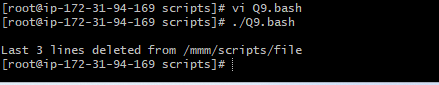 [root@ip-172-31-94-169 scripts]# vi Q9.bash
[root@ip-172-31-94-169 scripts]# ./Q9.bash
Last 3 lines deleted from /mmm/scripts/file
[root@ip-172-31-94-169 scripts]#